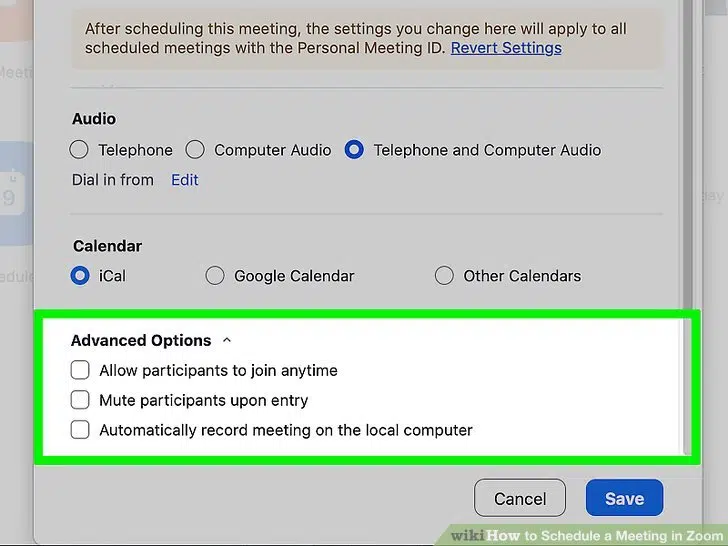 After scheduling this meeting, the settings you change here will apply to all
scheduled meetings with the Personal Meeting ID. Revert Settings
Audio
Telephone Computer Audio Telephone and Computer Audio
Dial in from Edit
Calendar
iCal Google Calendar Other Calendars
Advanced Options
Allow participants to join anytime
Mute participants upon entry
Automatically record meeting on the local computer
Cancel Save
wikiHow to Schedule a Meeting in Zoom